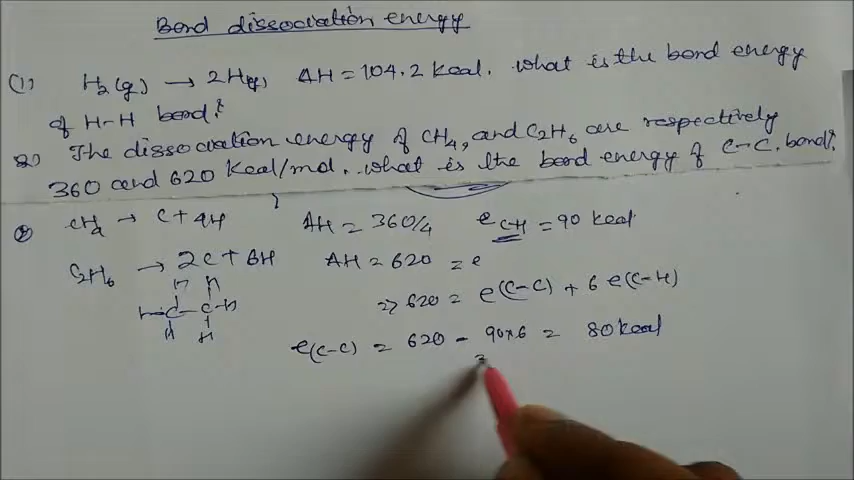 Bond dissociation energy
(1) H2(g) → 2H(g), ΔH = 104.2 Kcal. what is the bond energy
of H-H bond?
2) The dissociation energy of CH4, and C2H6 are respectively
360 and 620 Kcal/mol. what is the bond energy of C-C. bond?
② CH4 → C + 4H ΔH = 360/4 e CH = 90 kcal
C2H6 → 2C + 6H ΔH = 620 = e
⇒ 620 = e(C-C) + 6 e(C-H)
H H
H-C-C-H
H H
e(C-C) = 620 - 90×6 = 80 kcal